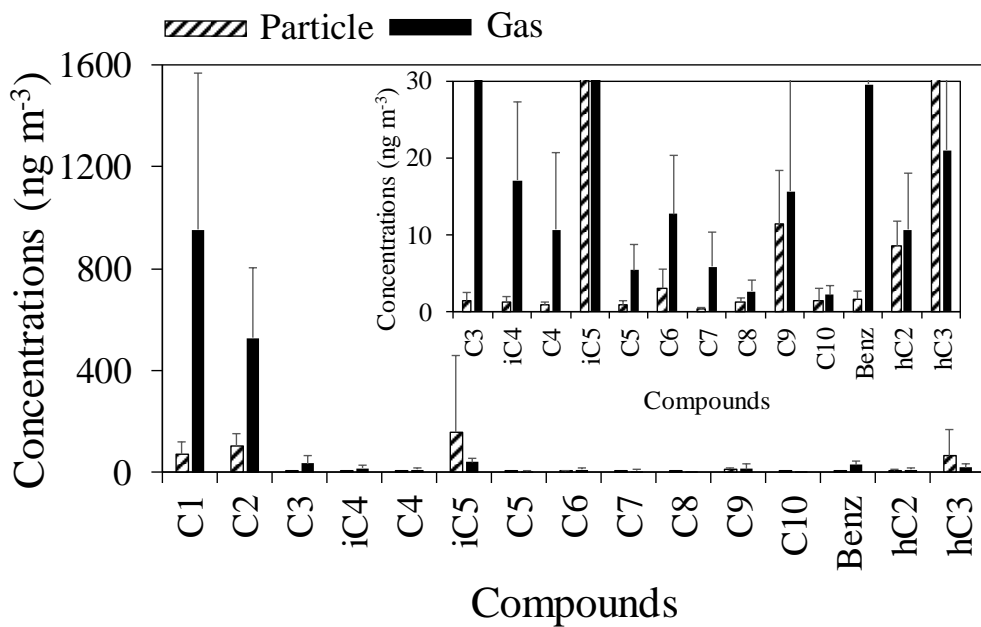 Particle Gas
Concentrations (ng m-3)
1600
1200
800
400
0
C1 C2 C3 iC4 C4 iC5 C5 C6 C7 C8 C9 C10 Benz hC2 hC3
Compounds
Concentrations (ng m-3)
30
20
10
0
C3 iC4 C4 iC5 C5 C6 C7 C8 C9 C10 Benz hC2 hC3
Compounds